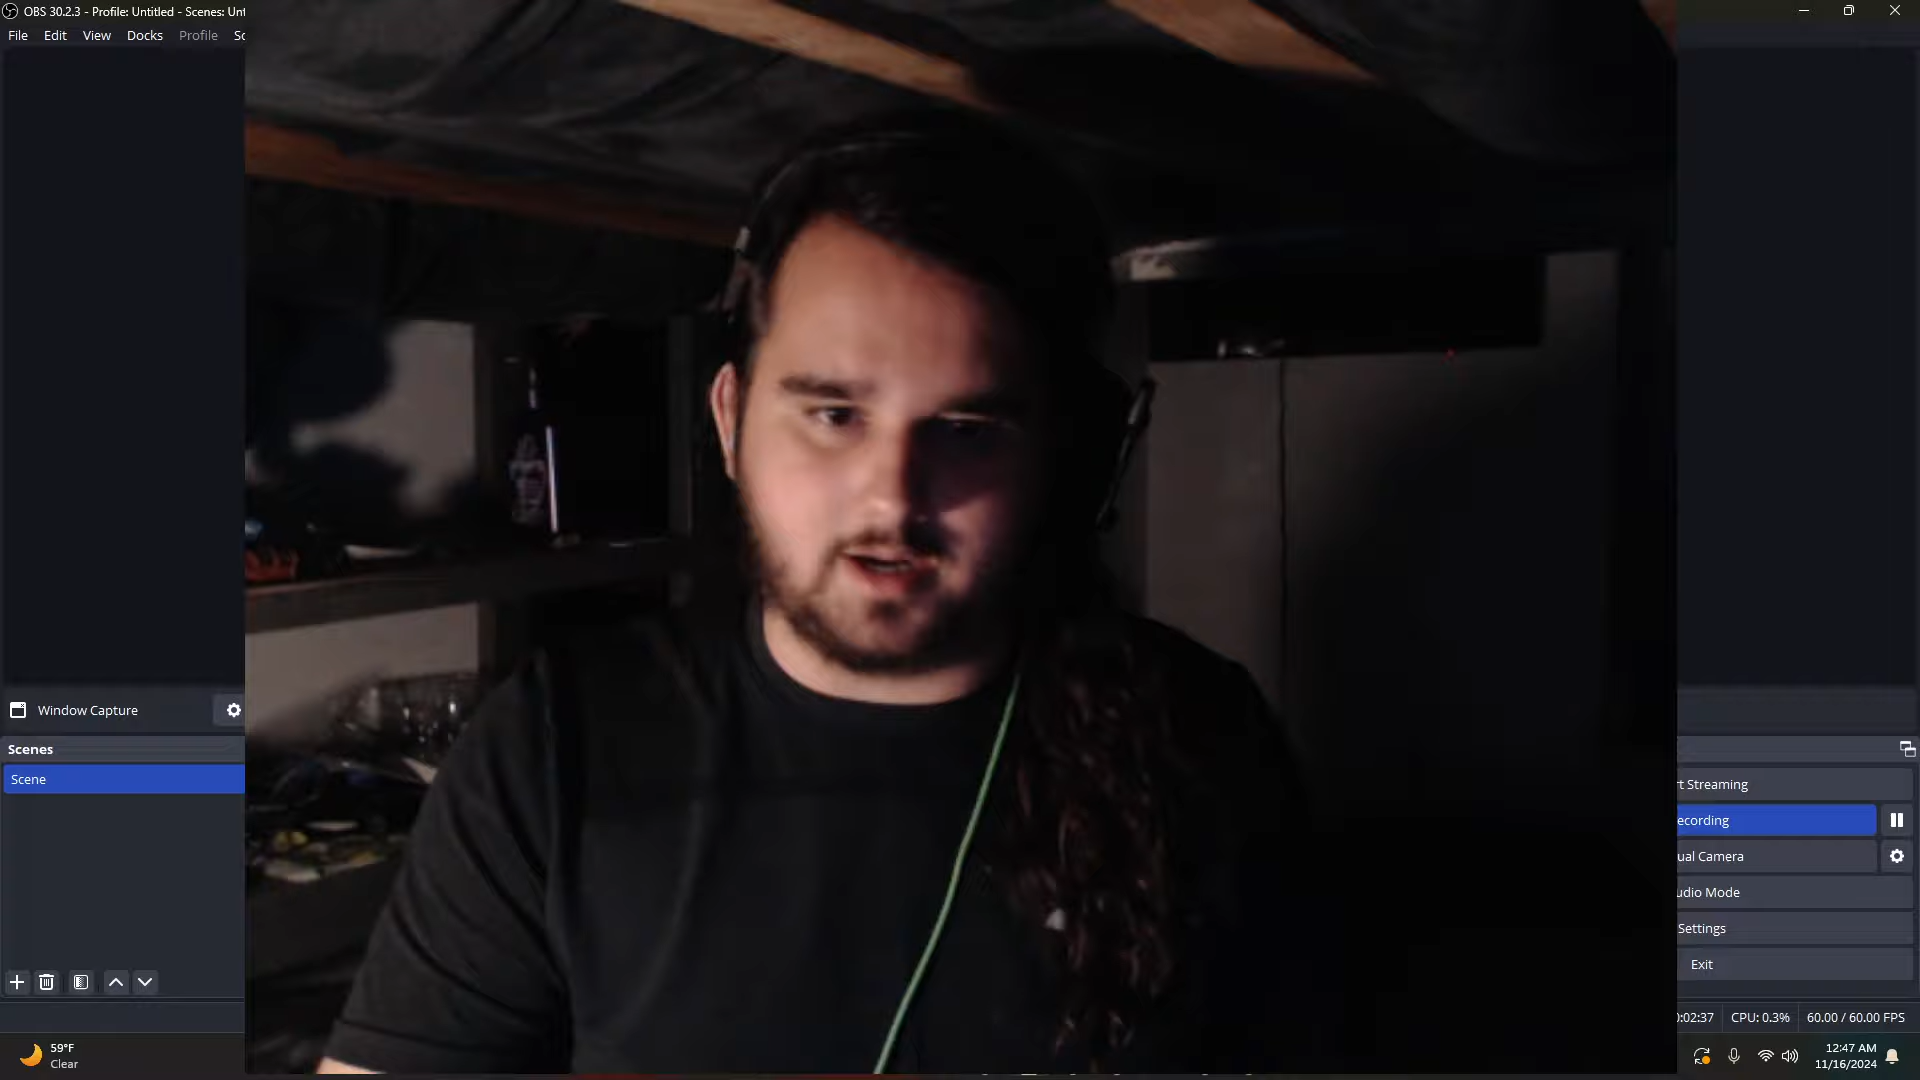 OBS 30.2.3 - Profile: Untitled - Scenes: Unt
File Edit View Docks Profile Sc
Window Capture
Scenes
Scene
rt Streaming
ecording
ual Camera
udio Mode
Settings
Exit
0:02:37 CPU: 0.3% 60.00 / 60.00 FPS
59°F
Clear
12:47 AM
11/16/2024